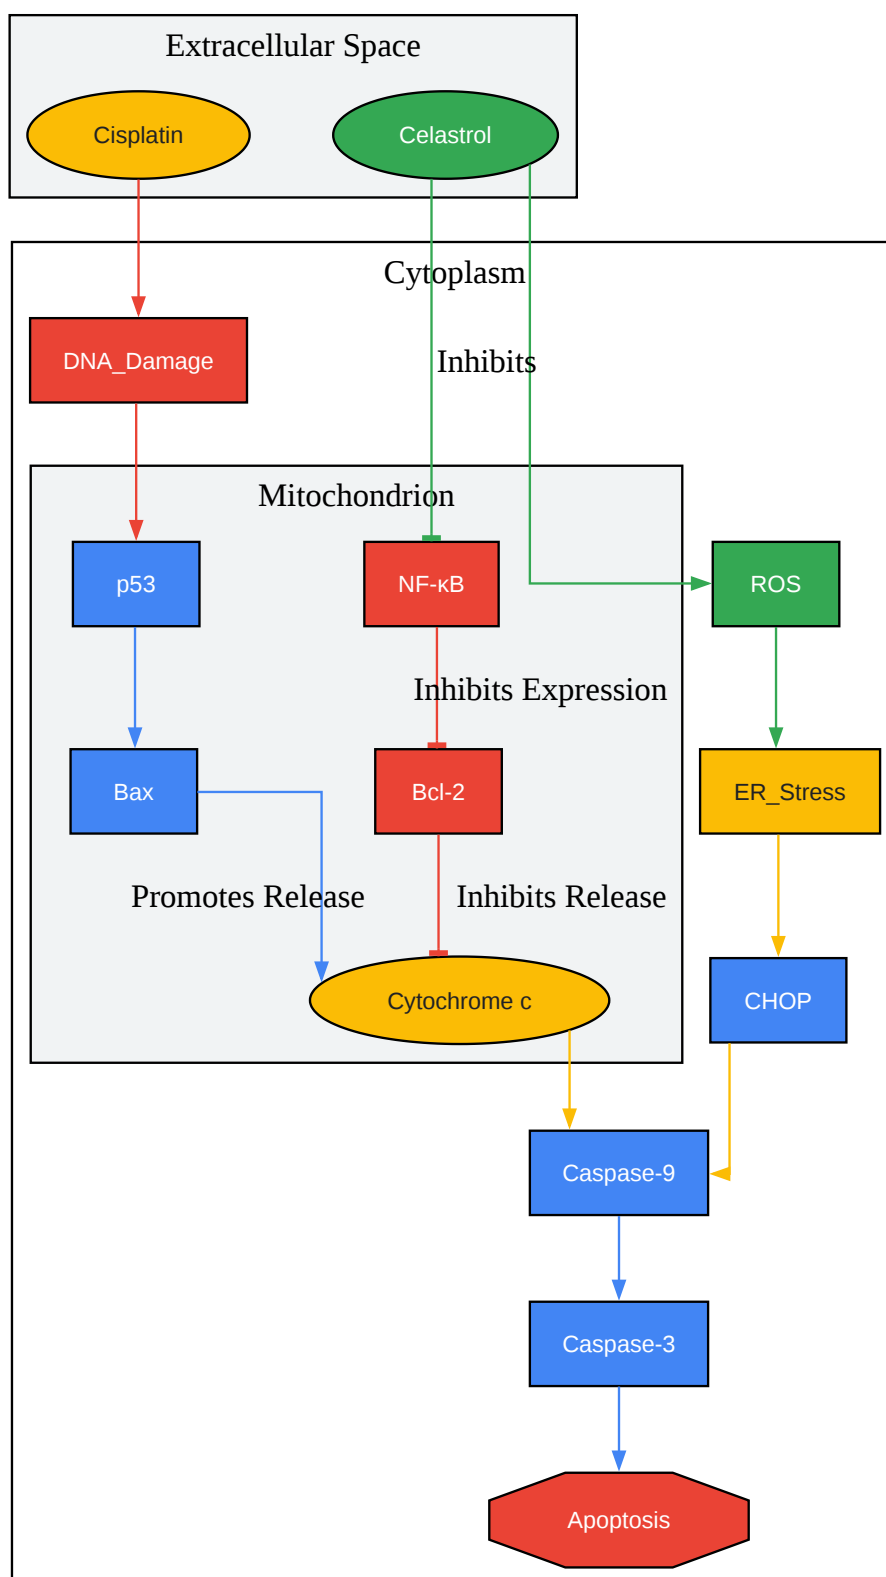 Extracellular Space
Cisplatin
Celastrol
Cytoplasm
DNA_Damage
Inhibits
Mitochondrion
p53
NF-κB
ROS
Inhibits Expression
Bax
Bcl-2
ER_Stress
Promotes Release
Inhibits Release
Cytochrome c
CHOP
Caspase-9
Caspase-3
Apoptosis